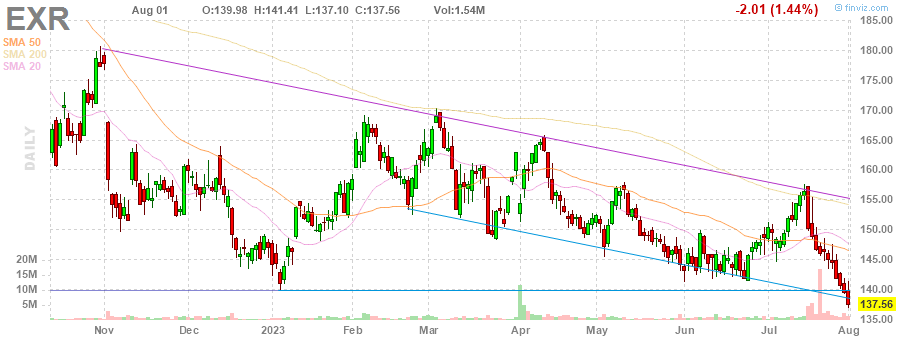 EXR Aug 01 O:139.98 H:141.41 L:137.10 C:137.56 Vol:1.54M -2.01 (1.44%) © finviz.com
SMA 50
SMA 200
SMA 20
DAILY
185.00
180.00
175.00
170.00
165.00
160.00
155.00
150.00
145.00
140.00
137.56
135.00
20M
15M
10M
5M
Nov Dec 2023 Feb Mar Apr May Jun Jul Aug